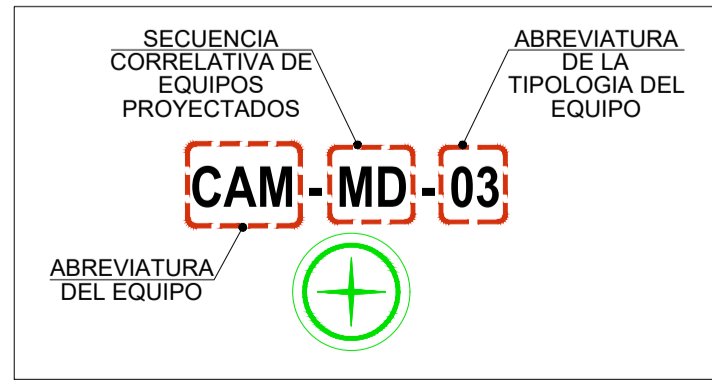 SECUENCIA
CORRELATIVA DE
EQUIPOS
PROYECTADOS
ABREVIATURA
DE LA
TIPOLOGIA DEL
EQUIPO
CAM - MD - 03
ABREVIATURA
DEL EQUIPO